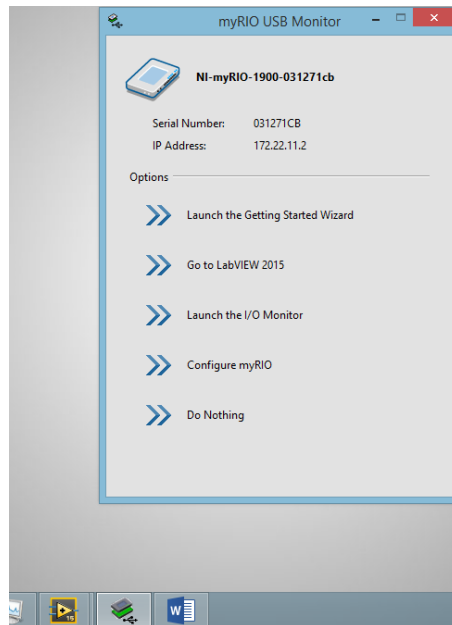 myRIO USB Monitor
NI-myRIO-1900-031271cb
Serial Number: 031271CB
IP Address: 172.22.11.2
Options
Launch the Getting Started Wizard
Go to LabVIEW 2015
Launch the I/O Monitor
Configure myRIO
Do Nothing
15
W